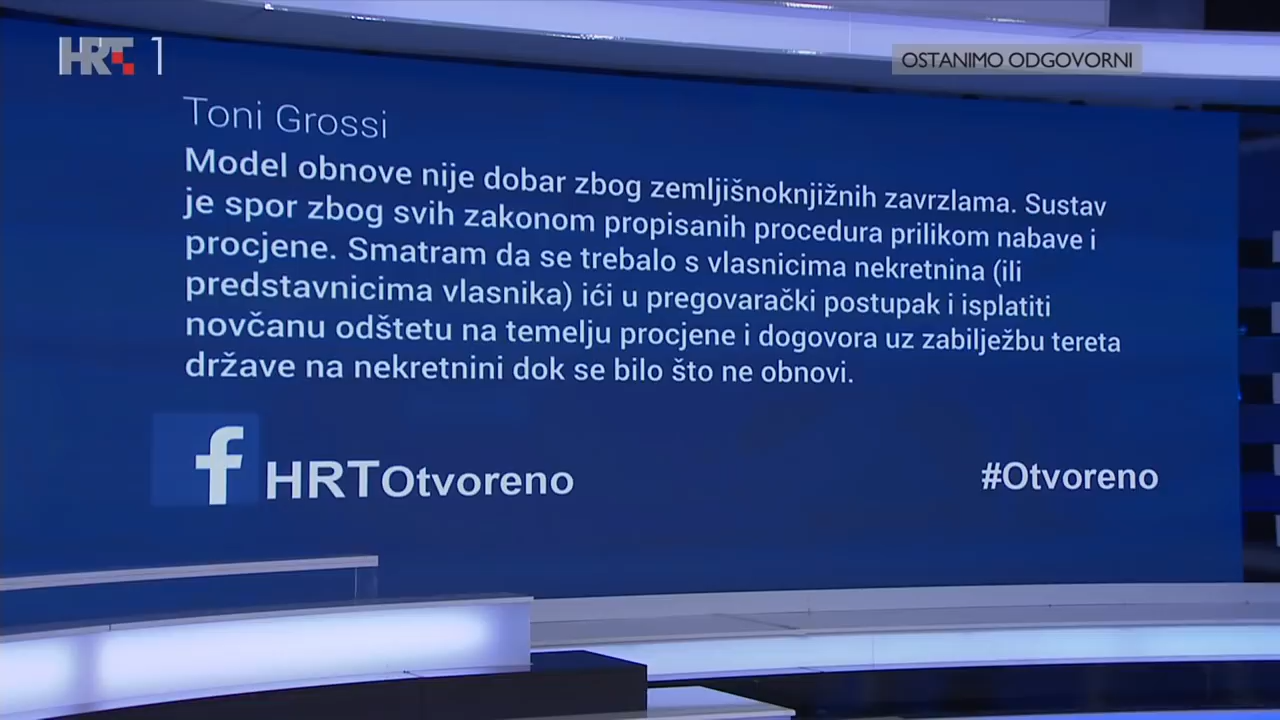 HRT 1
OSTANIMO ODGOVORNI
Toni Grossi
Model obnove nije dobar zbog zemljišnoknjižnih zavrzlama. Sustav
je spor zbog svih zakonom propisanih procedura prilikom nabave i
procjene. Smatram da se trebalo s vlasnicima nekretnina (ili
predstavnicima vlasnika) ići u pregovarački postupak i isplatiti
novčanu odštetu na temelju procjene i dogovora uz zabilježbu tereta
države na nekretnini dok se bilo što ne obnovi.
f HRTOtvoreno
#Otvoreno